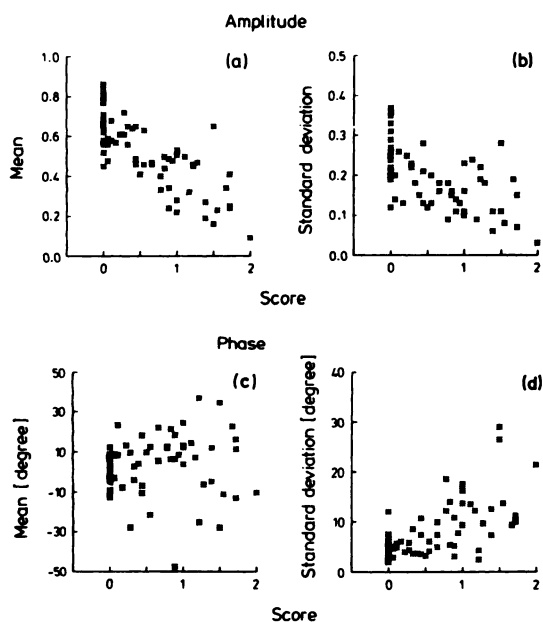 Amplitude
(a)
(b)
1.0
0.8
0.6
0.4
0.2
0.0
Mean
0
1
2
0.5
0.4
0.3
0.2
0.1
0.0
Standard deviation
0
1
2
Score
Phase
(c)
(d)
50
30
10
-10
-30
-50
Mean [degree]
0
1
2
40
30
20
10
0
Standard deviation [degree]
0
1
2
Score